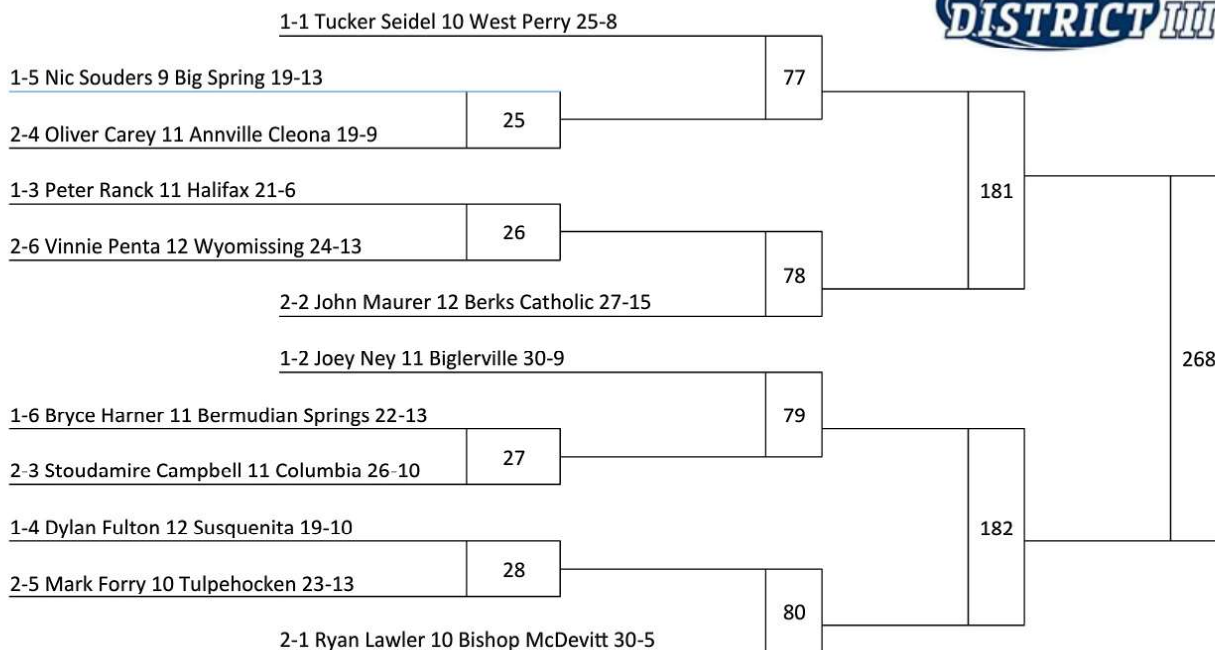 DISTRICT III
1-1 Tucker Seidel 10 West Perry 25-8
77
1-5 Nic Souders 9 Big Spring 19-13
25
2-4 Oliver Carey 11 Annville Cleona 19-9
1-3 Peter Ranck 11 Halifax 21-6
181
26
2-6 Vinnie Penta 12 Wyomissing 24-13
78
2-2 John Maurer 12 Berks Catholic 27-15
1-2 Joey Ney 11 Biglerville 30-9
268
79
1-6 Bryce Harner 11 Bermudian Springs 22-13
27
2-3 Stoudamire Campbell 11 Columbia 26-10
1-4 Dylan Fulton 12 Susquenita 19-10
182
28
2-5 Mark Forry 10 Tulpehocken 23-13
80
2-1 Ryan Lawler 10 Bishop McDevitt 30-5